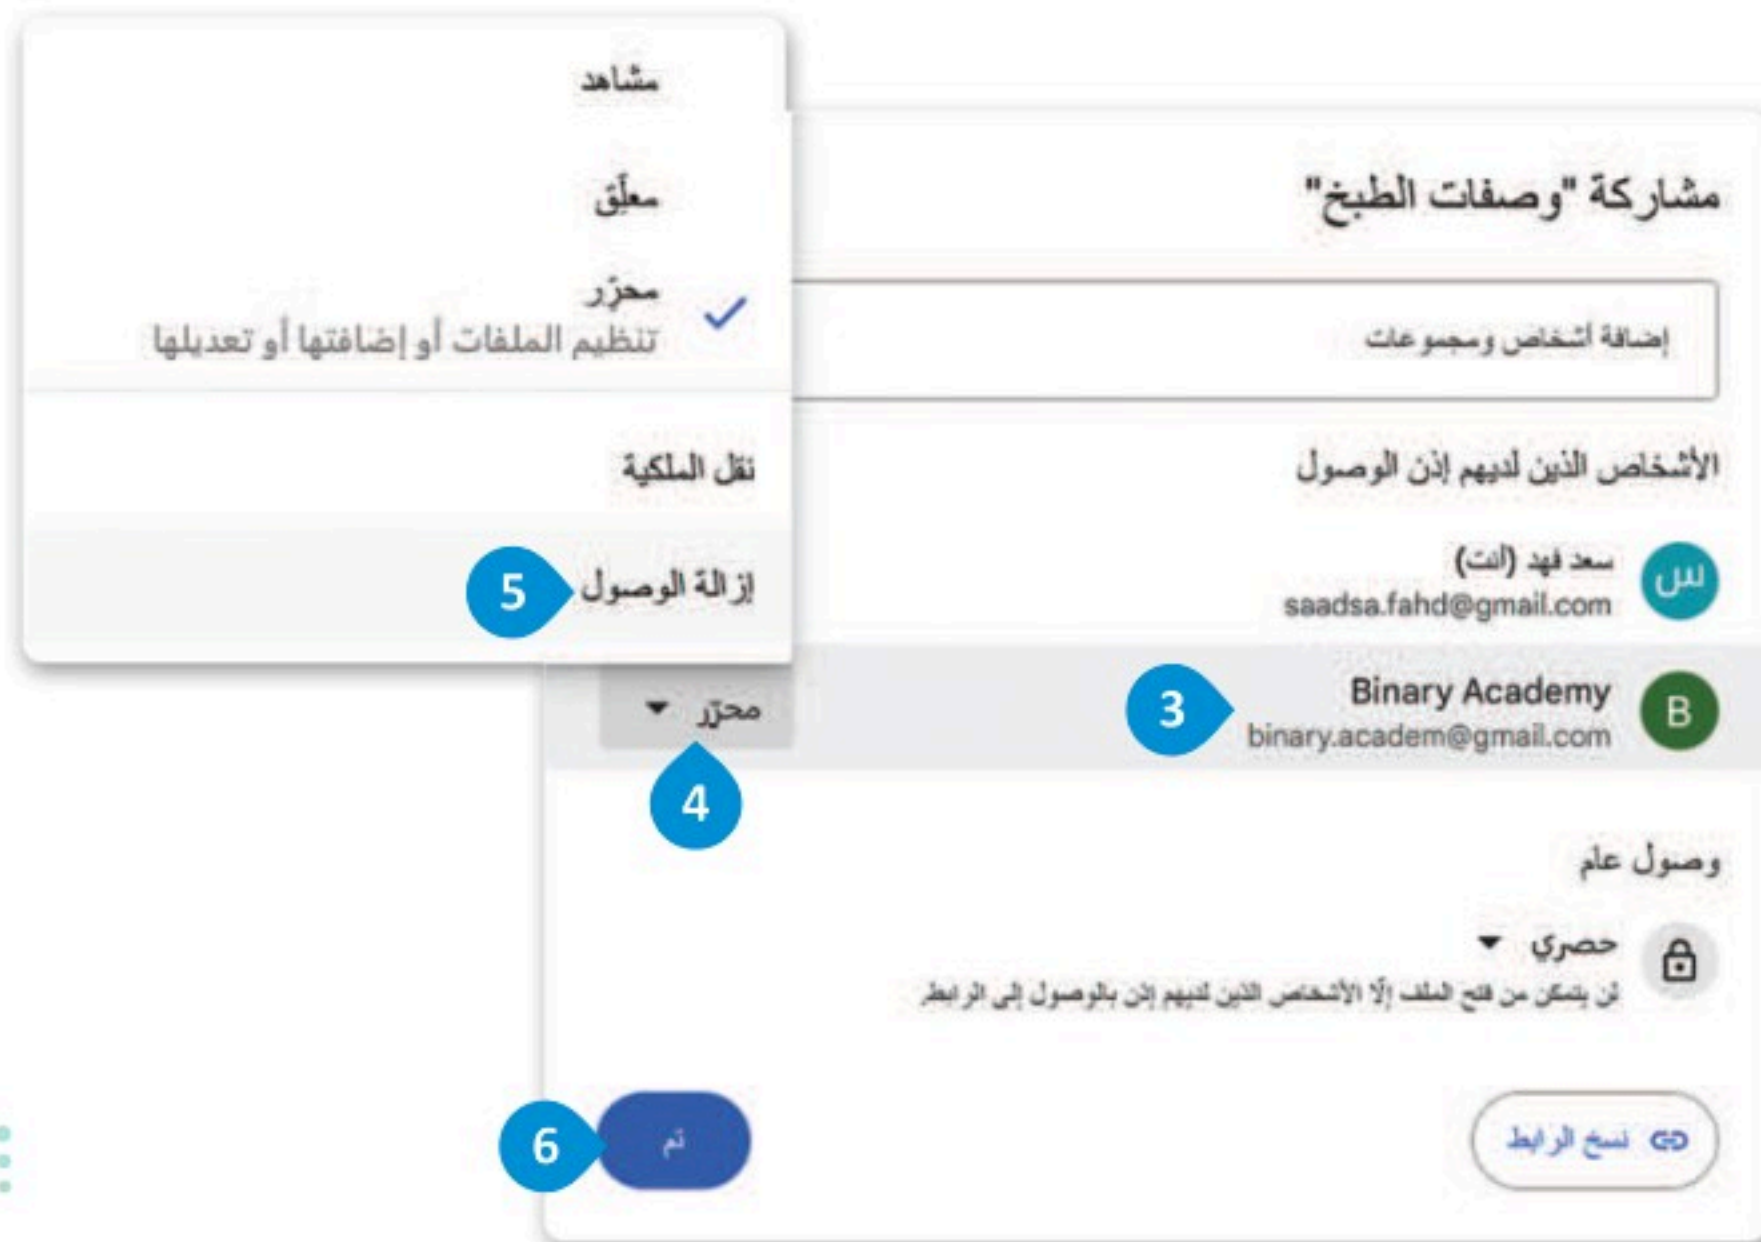 مشاهد
معلّق
محرّر
تنظيم الملفات أو إضافتها أو تعديلها
نقل الملكية
إزالة الوصول
5
مشاركة "وصفات الطبخ"
إضافة أشخاص ومجموعات
الأشخاص الذين لديهم إذن الوصول
س
سعد فهد (أنت)
saadsa.fahd@gmail.com
B
Binary Academy
binary.academ@gmail.com
3
محرّر
4
وصول عام
حصري
لن يتمكن من فتح الملف إلّا الأشخاص الذين لديهم إذن بالوصول إلى الرابط.
نسخ الرابط
تم
6